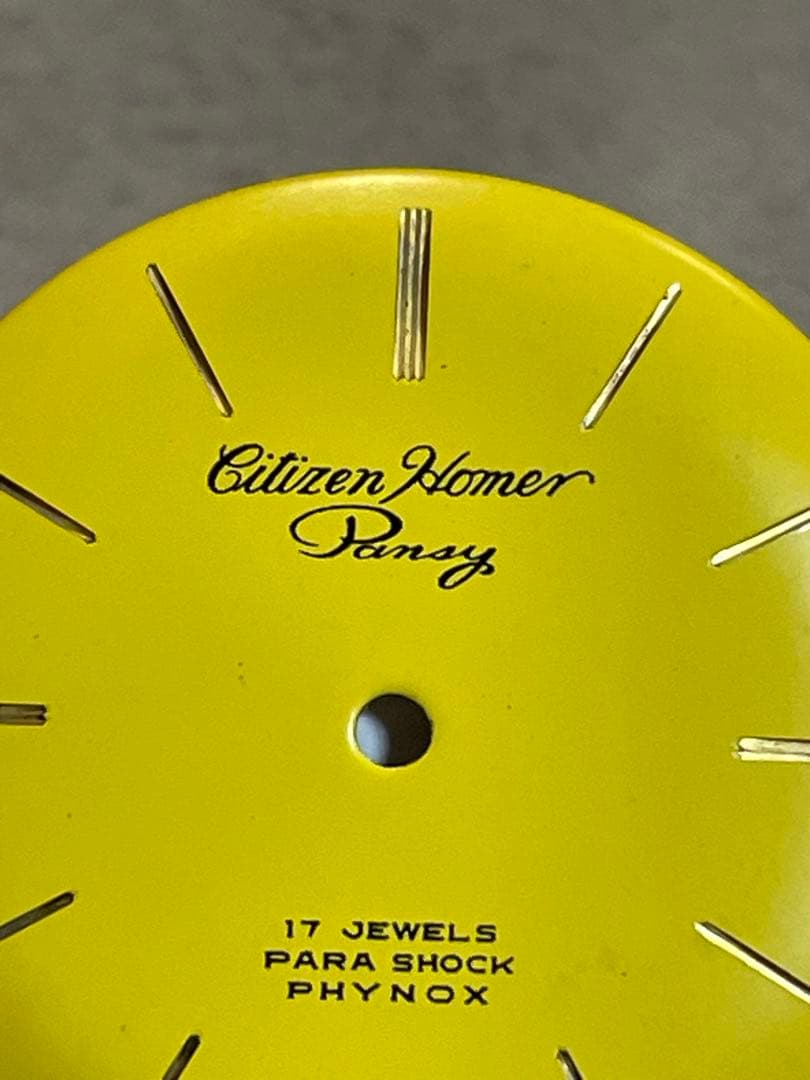 Citizen Homer
Pansy
17 JEWELS
PARA SHOCK
PHYNOX